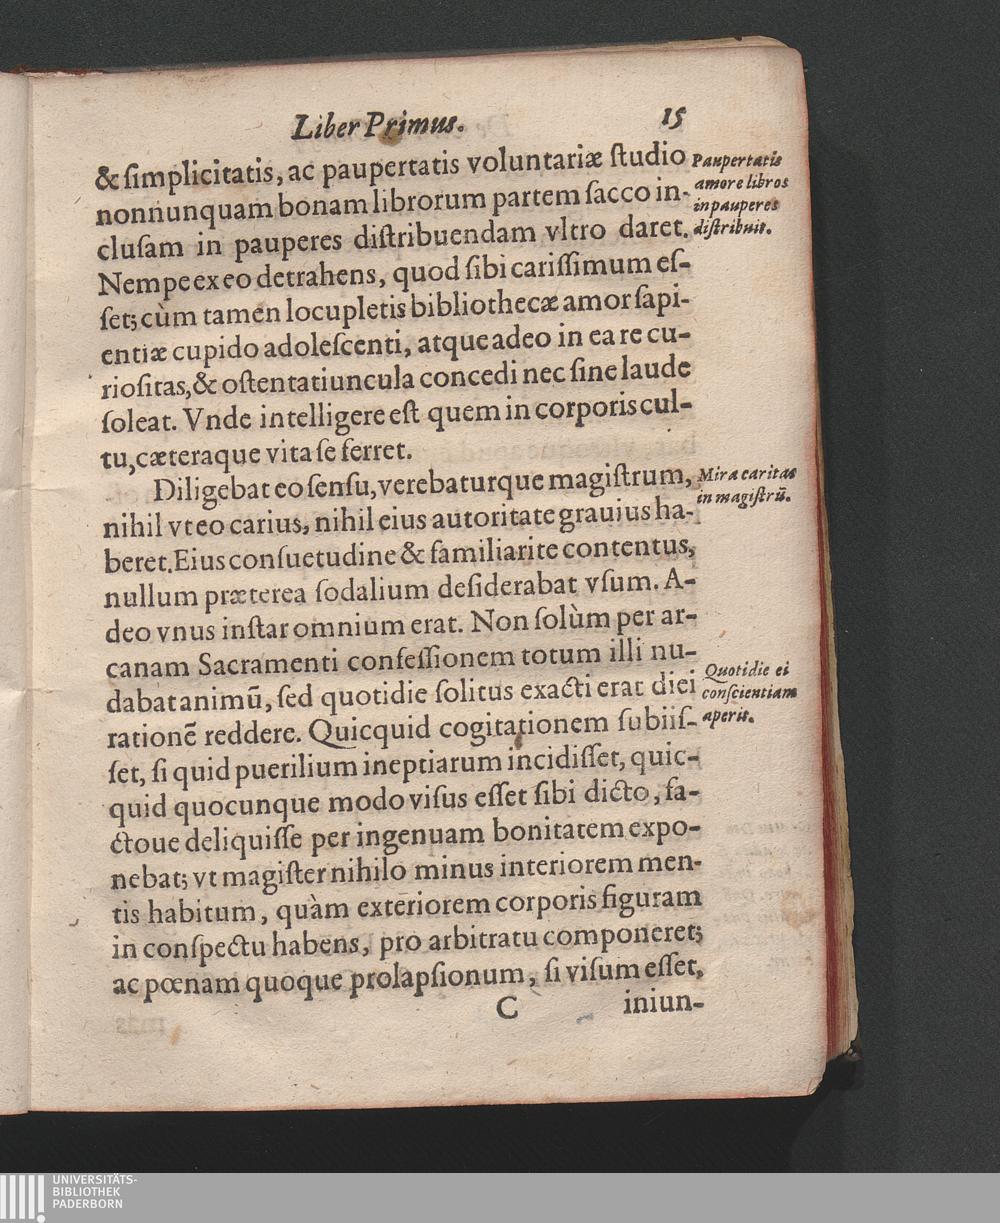 Liber Primus. 15
& ſimplicitatis, ac paupertatis voluntariæ ſtudio
nonnunquam bonam librorum partem ſacco in-
cluſam in pauperes diſtribuendam vltro daret.
Nempe ex eo detrahens, quod ſibi cariſſimum eſ-
ſet; cùm tamen locupletis bibliothecæ amor ſapi-
entiæ cupido adoleſcenti, atque adeo in ea re cu-
rioſitas, & oſtentatiuncula concedi nec ſine laude
ſoleat. Vnde intelligere eſt quem in corporis cul-
tu, cæteraque vita ſe ferret.
Paupertatis
amore libros
in pauperes
diſtribuit.
Diligebat eo ſenſu, verebaturque magiſtrum,
nihil vt eo carius, nihil eius autoritate grauius ha-
beret. Eius conſuetudine & familiarite contentus,
nullum præterea ſodalium deſiderabat vſum. A-
deo vnus inſtar omnium erat. Non ſolùm per ar-
canam Sacramenti confeſſionem totum illi nu-
dabat animū, ſed quotidie ſolitus exacti erat diei
rationē reddere. Quicquid cogitationem ſubiiſ-
ſet, ſi quid puerilium ineptiarum incidiſſet, quic-
quid quocunque modo viſus eſſet ſibi dicto, fa-
ctoue deliquiſſe per ingenuam bonitatem expo-
nebat; vt magiſter nihilo minus interiorem men-
tis habitum, quàm exteriorem corporis figuram
in conſpectu habens, pro arbitratu componeret;
ac pœnam quoque prolapſionum, ſi viſum eſſet,
Mira caritas
in magiſtrū.
Quotidie ei
conſcientiam
aperit.
C iniun-
UNIVERSITÄTS-
BIBLIOTHEK
PADERBORN